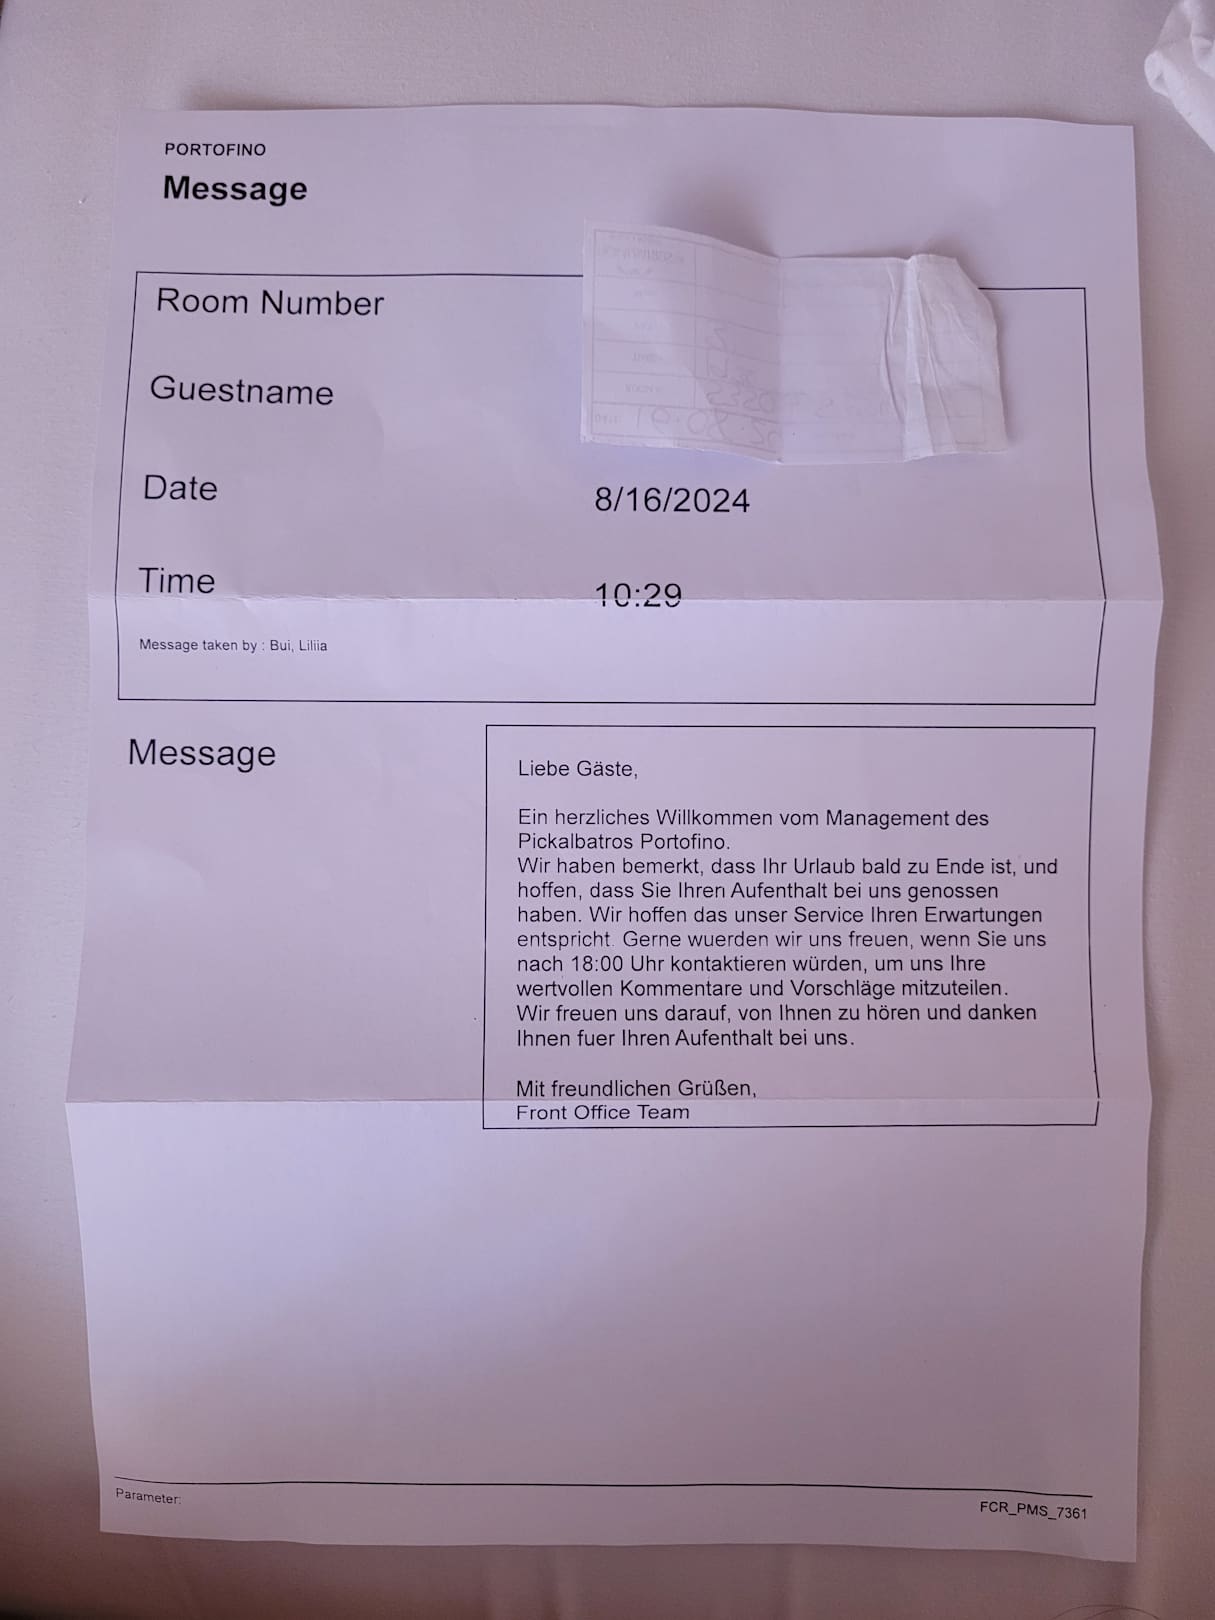 PORTOFINO
Message
Room Number
Guestname
Date 8/16/2024
Time 10:29
Message taken by : Bui, Liliia
Message
Liebe Gäste,
Ein herzliches Willkommen vom Management des
Pickalbatros Portofino.
Wir haben bemerkt, dass Ihr Urlaub bald zu Ende ist, und
hoffen, dass Sie Ihren Aufenthalt bei uns genossen
haben. Wir hoffen das unser Service Ihren Erwartungen
entspricht. Gerne wuerden wir uns freuen, wenn Sie uns
nach 18:00 Uhr kontaktieren würden, um uns Ihre
wertvollen Kommentare und Vorschläge mitzuteilen.
Wir freuen uns darauf, von Ihnen zu hören und danken
Ihnen fuer Ihren Aufenthalt bei uns.
Mit freundlichen Grüßen,
Front Office Team
Parameter:
FCR_PMS_7361